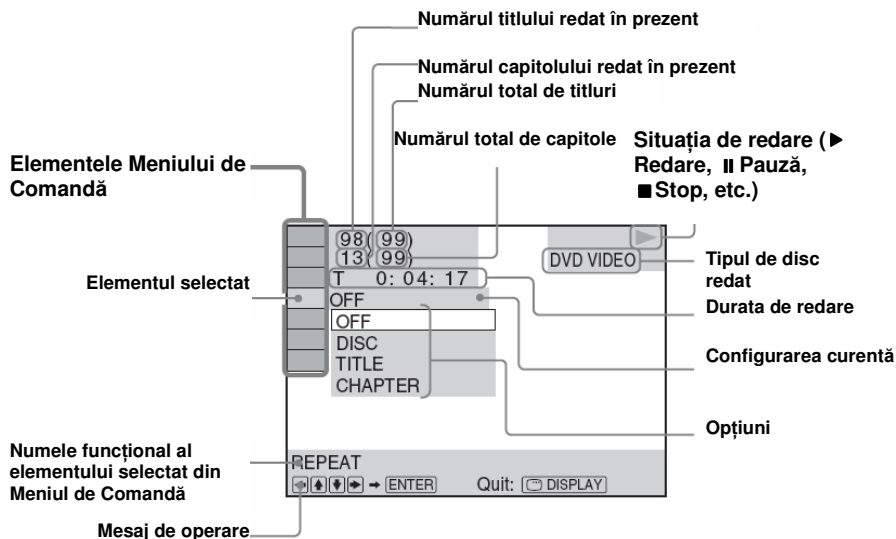 Numărul titlului redat în prezent
Numărul capitolului redat în prezent
Numărul total de titluri
Numărul total de capitole
Situația de redare (▶
Redare, ⏸ Pauză,
■ Stop, etc.)
Elementele Meniului de
Comandă
98( 99)
13( 99)
DVD VIDEO
Tipul de disc
redat
Elementul selectat
T 0: 04: 17
Durata de redare
OFF
OFF
DISC
TITLE
CHAPTER
Configurarea curentă
Opțiuni
Numele funcțional al
elementului selectat din
Meniul de Comandă
REPEAT
←↑↓→ → ENTER Quit: DISPLAY
Mesaj de operare